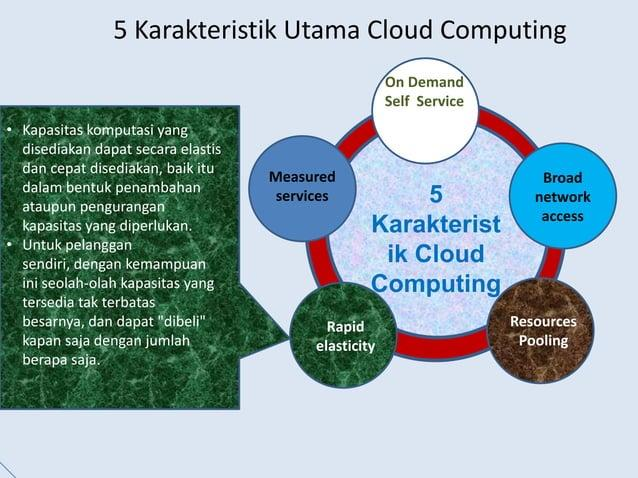 5 Karakteristik Utama Cloud Computing
• Kapasitas komputasi yang
disediakan dapat secara elastis
dan cepat disediakan, baik itu
dalam bentuk penambahan
ataupun pengurangan
kapasitas yang diperlukan.
• Untuk pelanggan
sendiri, dengan kemampuan
ini seolah-olah kapasitas yang
tersedia tak terbatas
besarnya, dan dapat "dibeli"
kapan saja dengan jumlah
berapa saja.
On Demand
Self Service
Measured
services
Broad
network
access
5
Karakterist
ik Cloud
Computing
Rapid
elasticity
Resources
Pooling